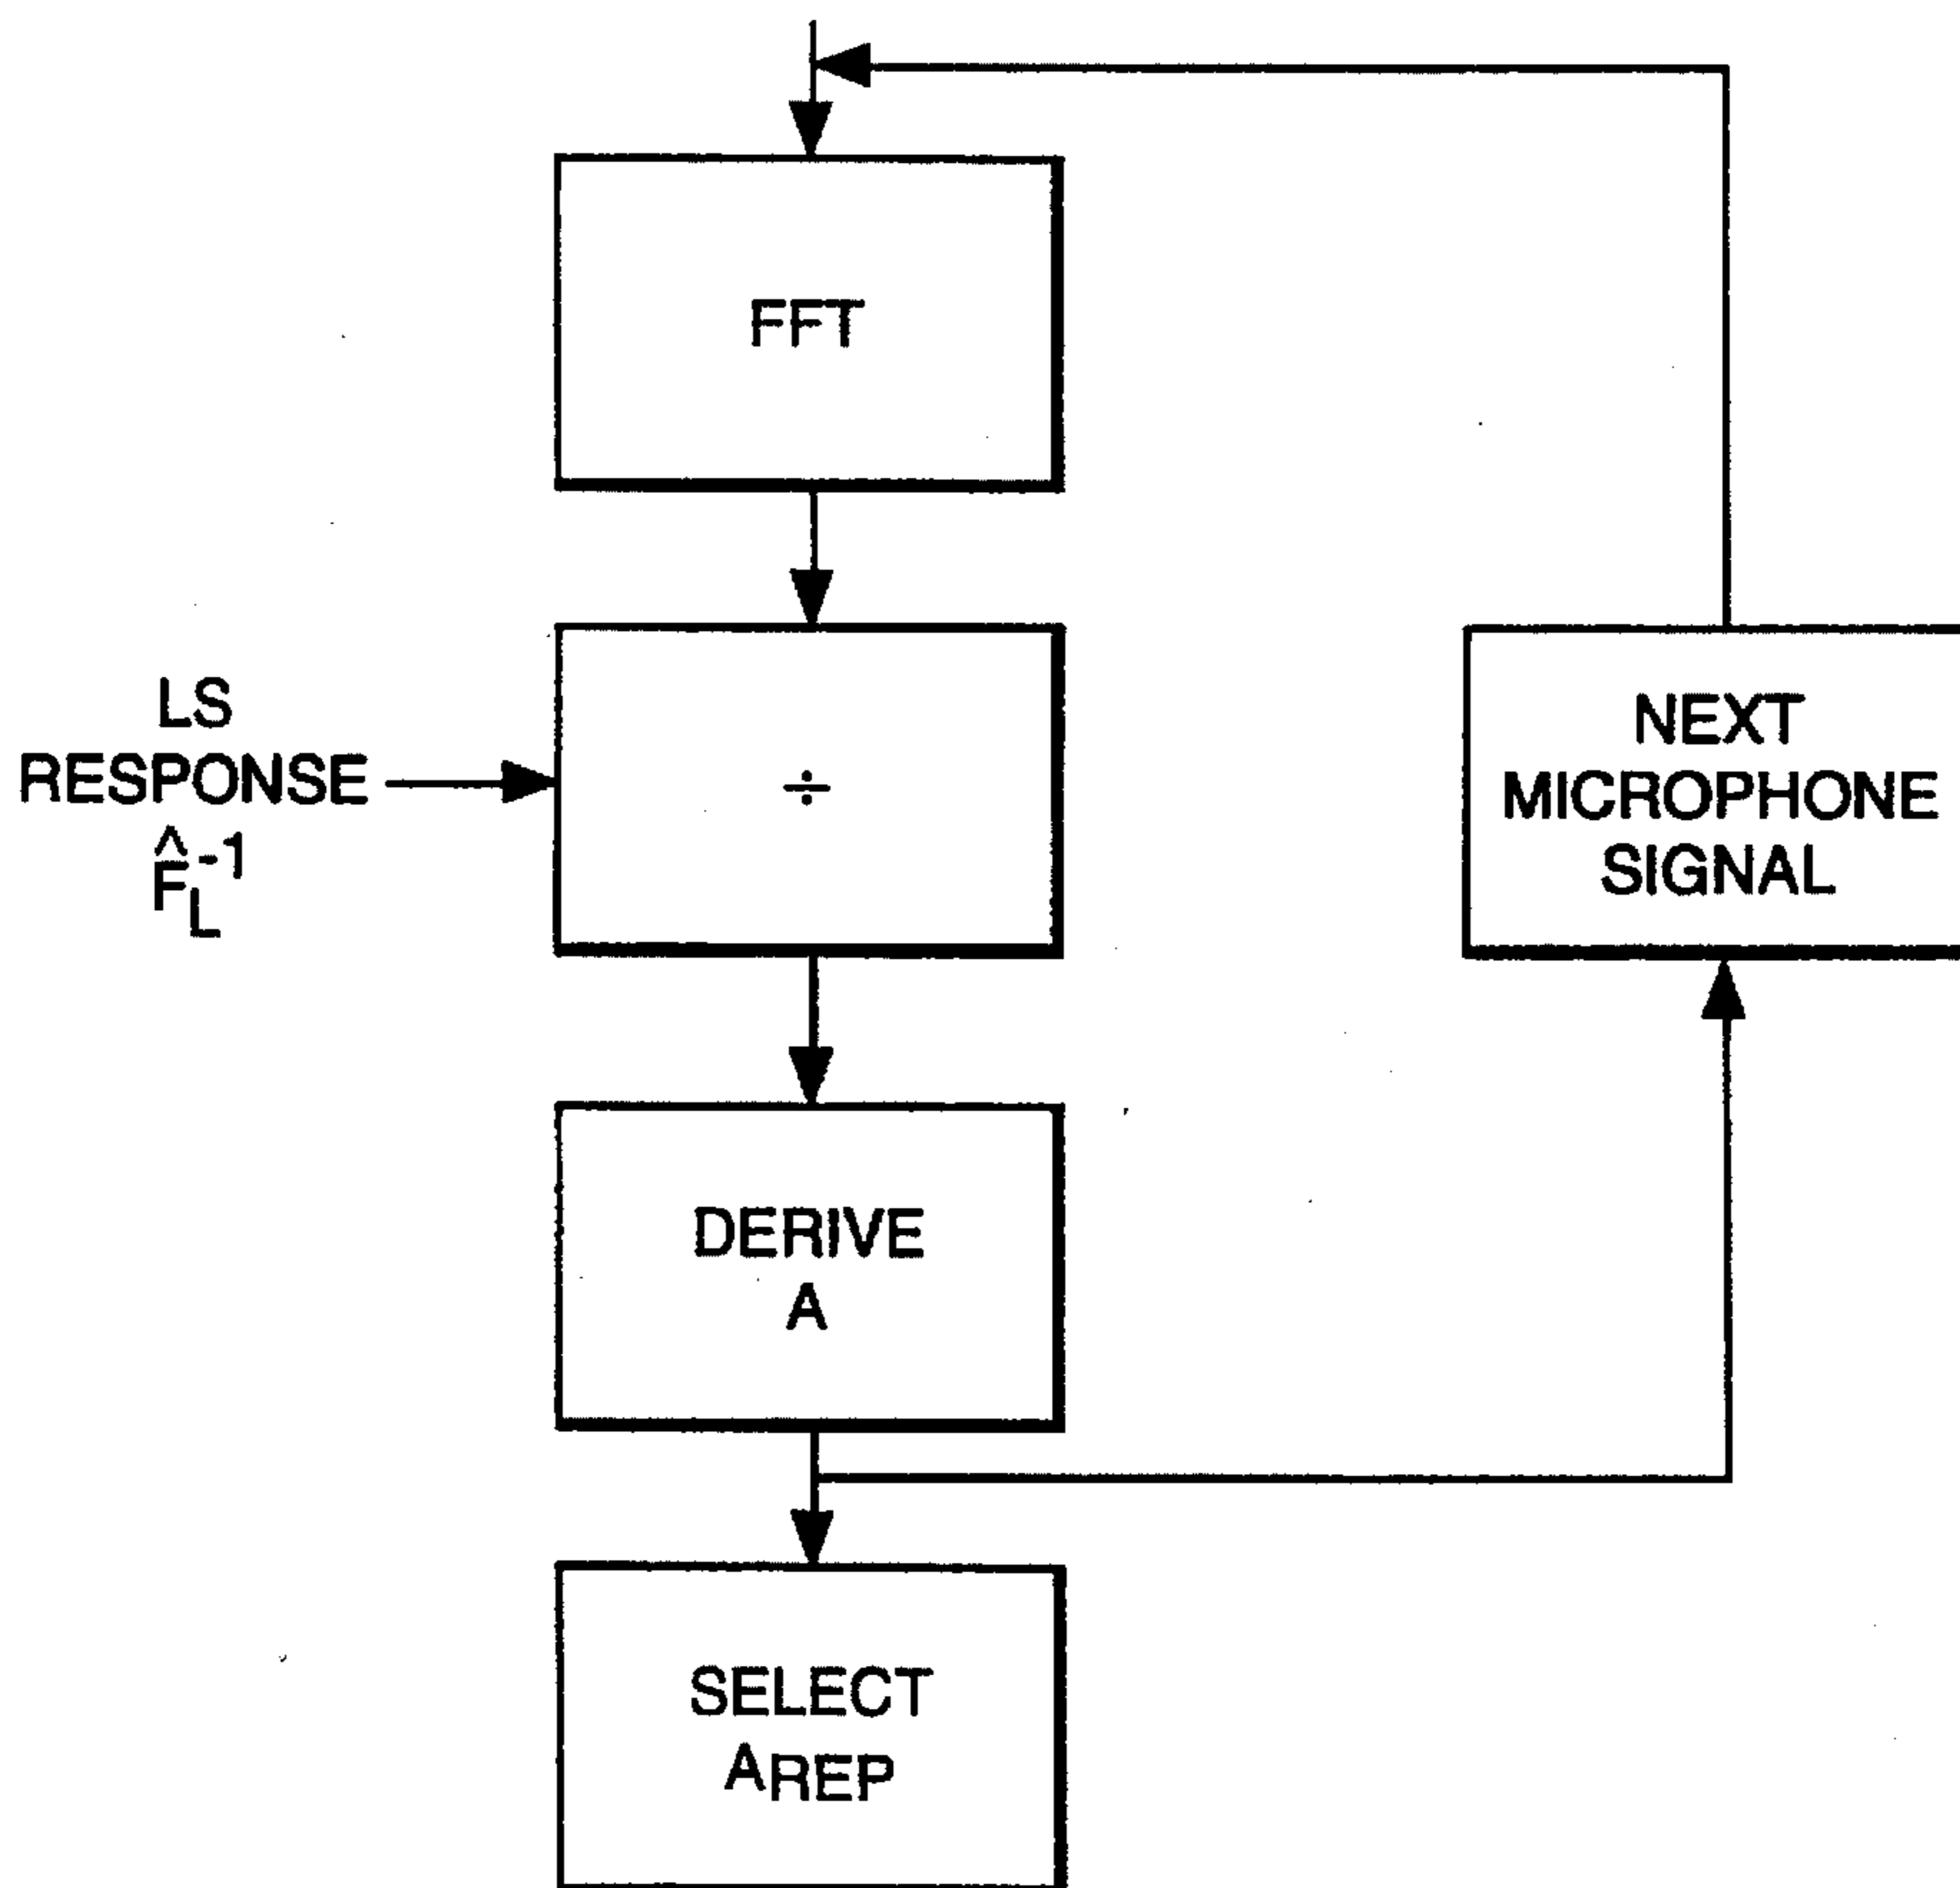 FFT
LS
RESPONSE
F̂L⁻¹
÷
NEXT
MICROPHONE
SIGNAL
DERIVE
A
SELECT
AREP